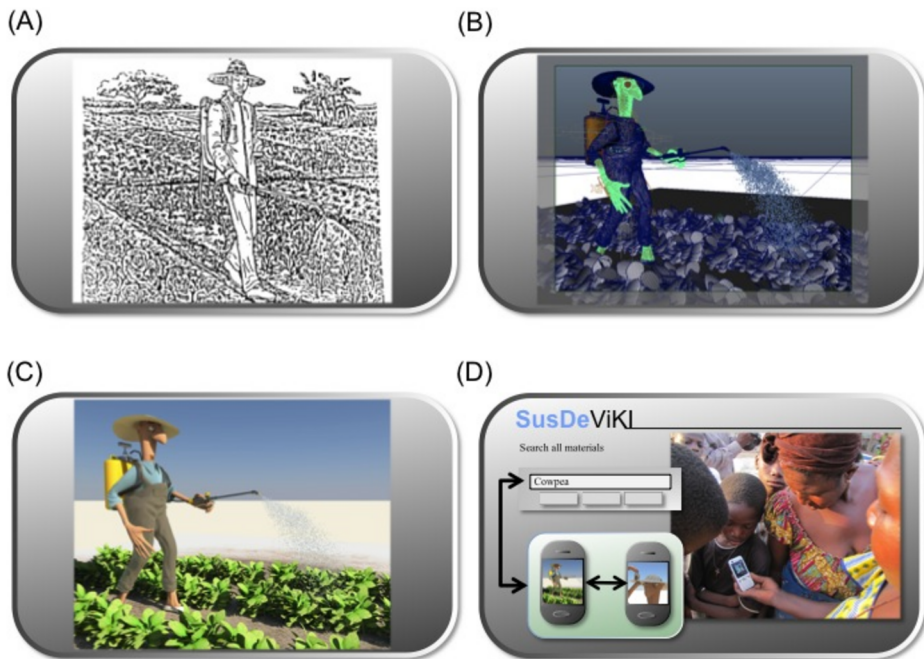 (A)
(B)
(C)
(D)
SusDeViKI
Search all materials
Cowpea